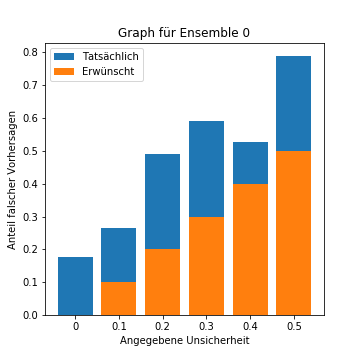 Graph für Ensemble 0
Tatsächlich
Erwünscht
Anteil falscher Vorhersagen
0.8
0.7
0.6
0.5
0.4
0.3
0.2
0.1
0.0
0 0.1 0.2 0.3 0.4 0.5
Angegebene Unsicherheit